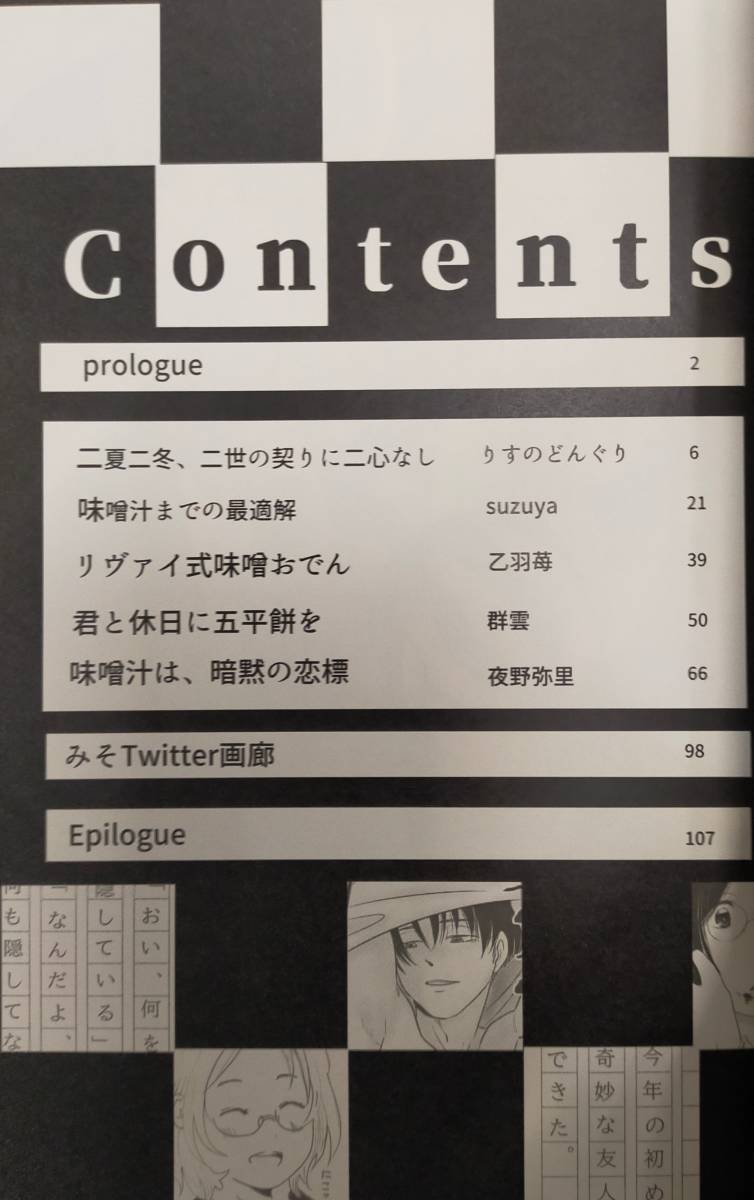 Contents
prologue 2
二夏二冬、二世の契りに二心なし りすのどんぐり 6
味噌汁までの最適解 suzuya 21
リヴァイ式味噌おでん 乙羽苺 39
君と休日に五平餅を 群雲 50
味噌汁は、暗黙の恋標 夜野弥里 66
みそTwitter画廊 98
Epilogue 107
「おい、何を
隠している」
「なんだよ、
何も隠してな
今年の初め
奇妙な友人
できた。